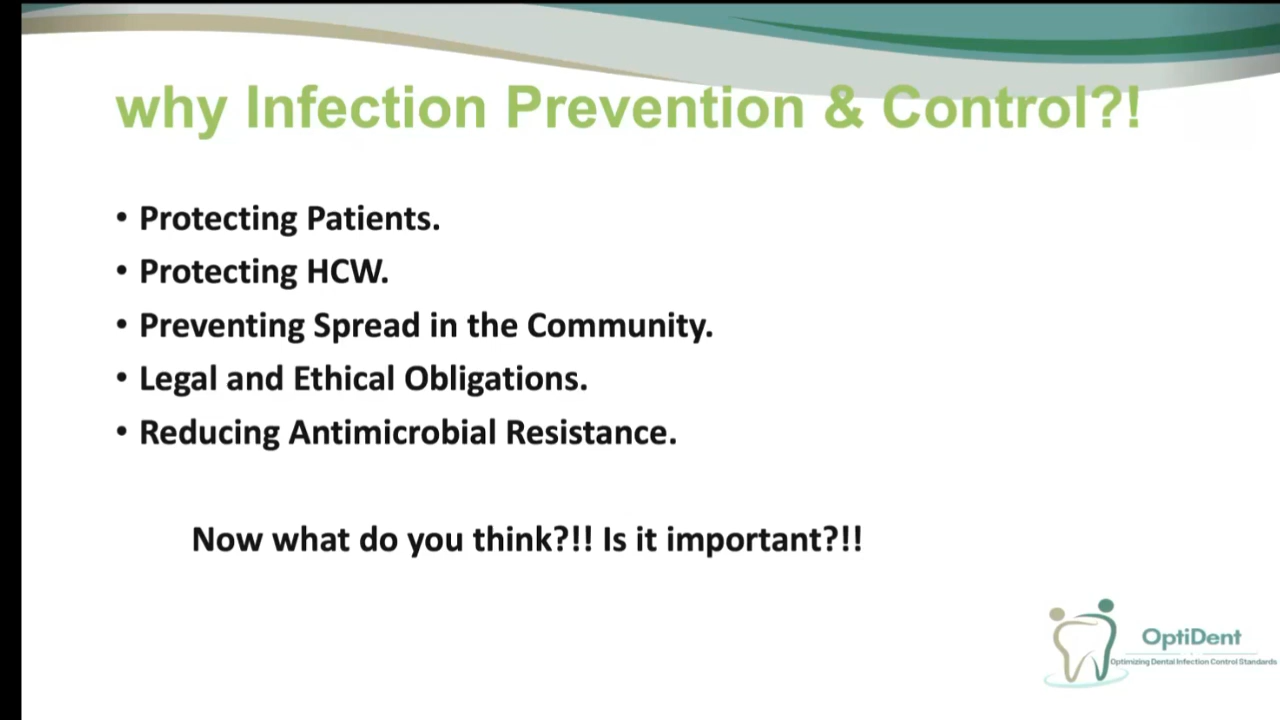 why Infection Prevention & Control?!
• Protecting Patients.
• Protecting HCW.
• Preventing Spread in the Community.
• Legal and Ethical Obligations.
• Reducing Antimicrobial Resistance.
Now what do you think?!! Is it important?!!
OptiDent
Optimizing Dental Infection Control Standards